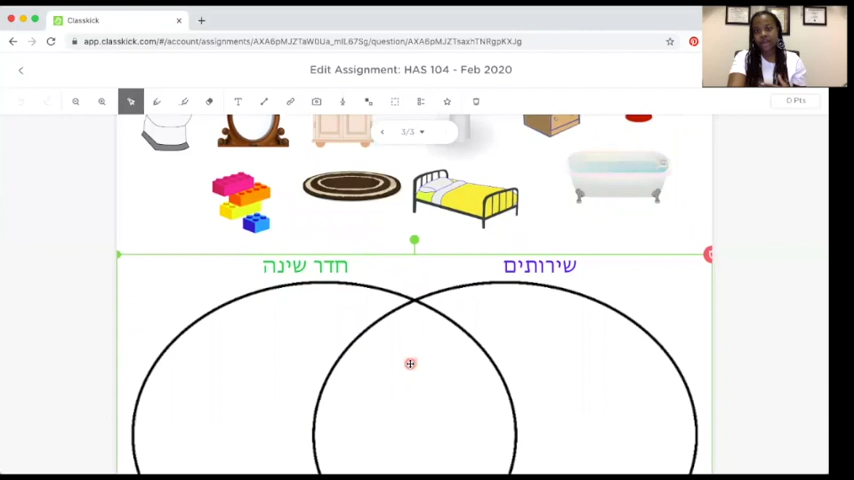 Classkick
app.classkick.com/#/account/assignments/AXA6pMJZTaW0Ua_mIL67Sg/question/AXA6pMJZTsaxhTNRgpKXJg
Edit Assignment: HAS 104 - Feb 2020
0 Pts
3/3
חדר שינה
שירותים